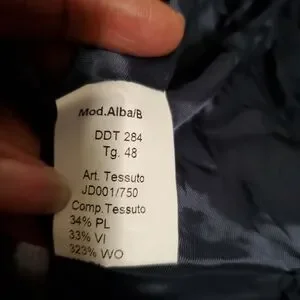 Mod.Alba/B
DDT 284
Tg. 48
Art. Tessuto
JD001/750
Comp.Tessuto
34% PL
33% VI
323% WO